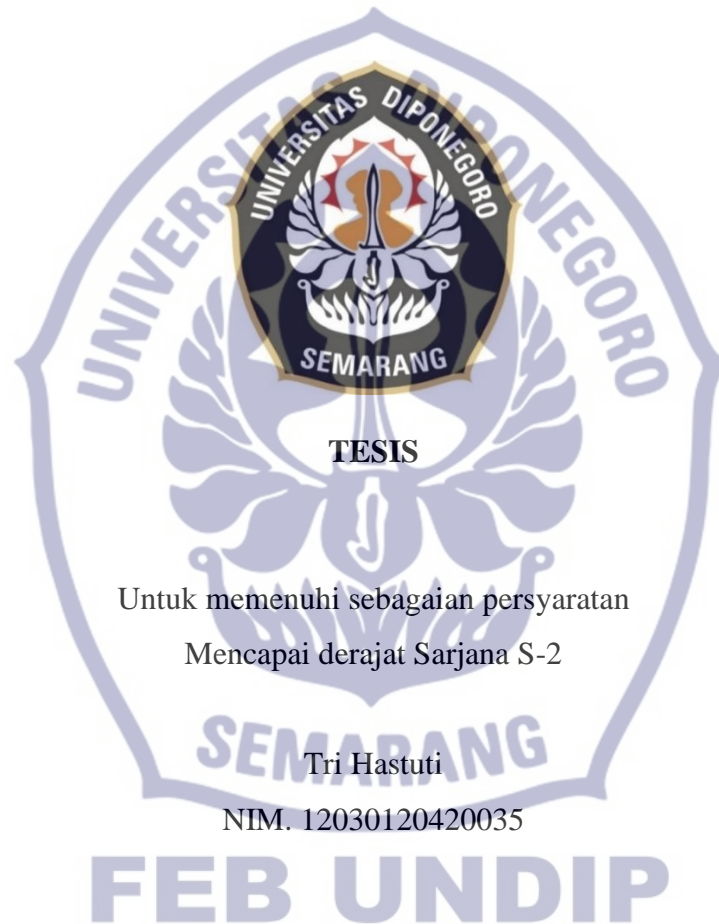 UNIVERSITAS DIPONEGORO
SEMARANG
UNIVERSITAS DIPONEGORO
TESIS
Untuk memenuhi sebagaian persyaratan
Mencapai derajat Sarjana S-2
SEMARANG
Tri Hastuti
NIM. 12030120420035
FEB UNDIP